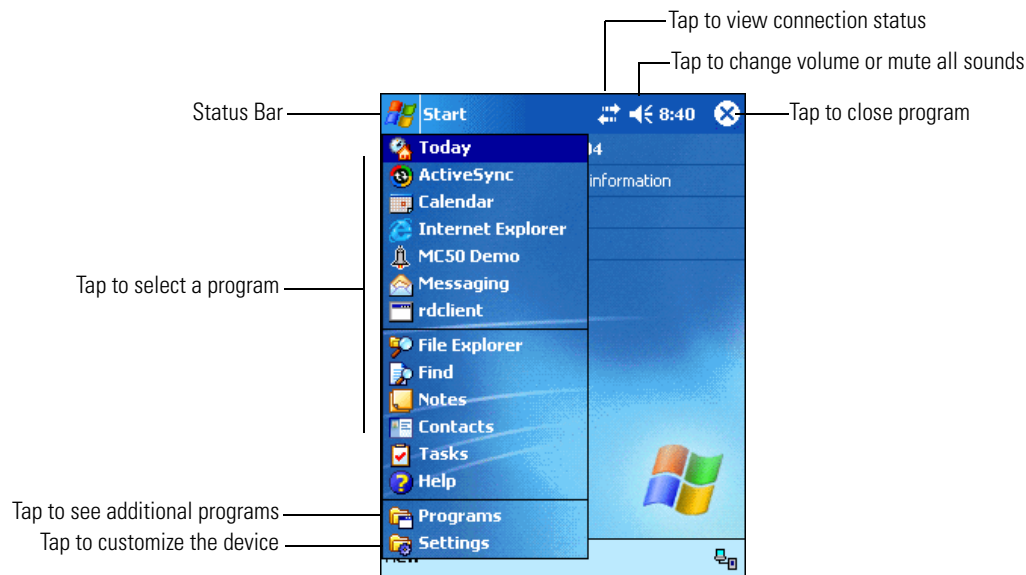 Tap to view connection status
Tap to change volume or mute all sounds
Status Bar
Start
8:40
Tap to close program
Today
04
ActiveSync
information
Calendar
Internet Explorer
MC50 Demo
Tap to select a program
Messaging
rdclient
File Explorer
Find
Notes
Contacts
Tasks
Help
Tap to see additional programs
Programs
Tap to customize the device
Settings